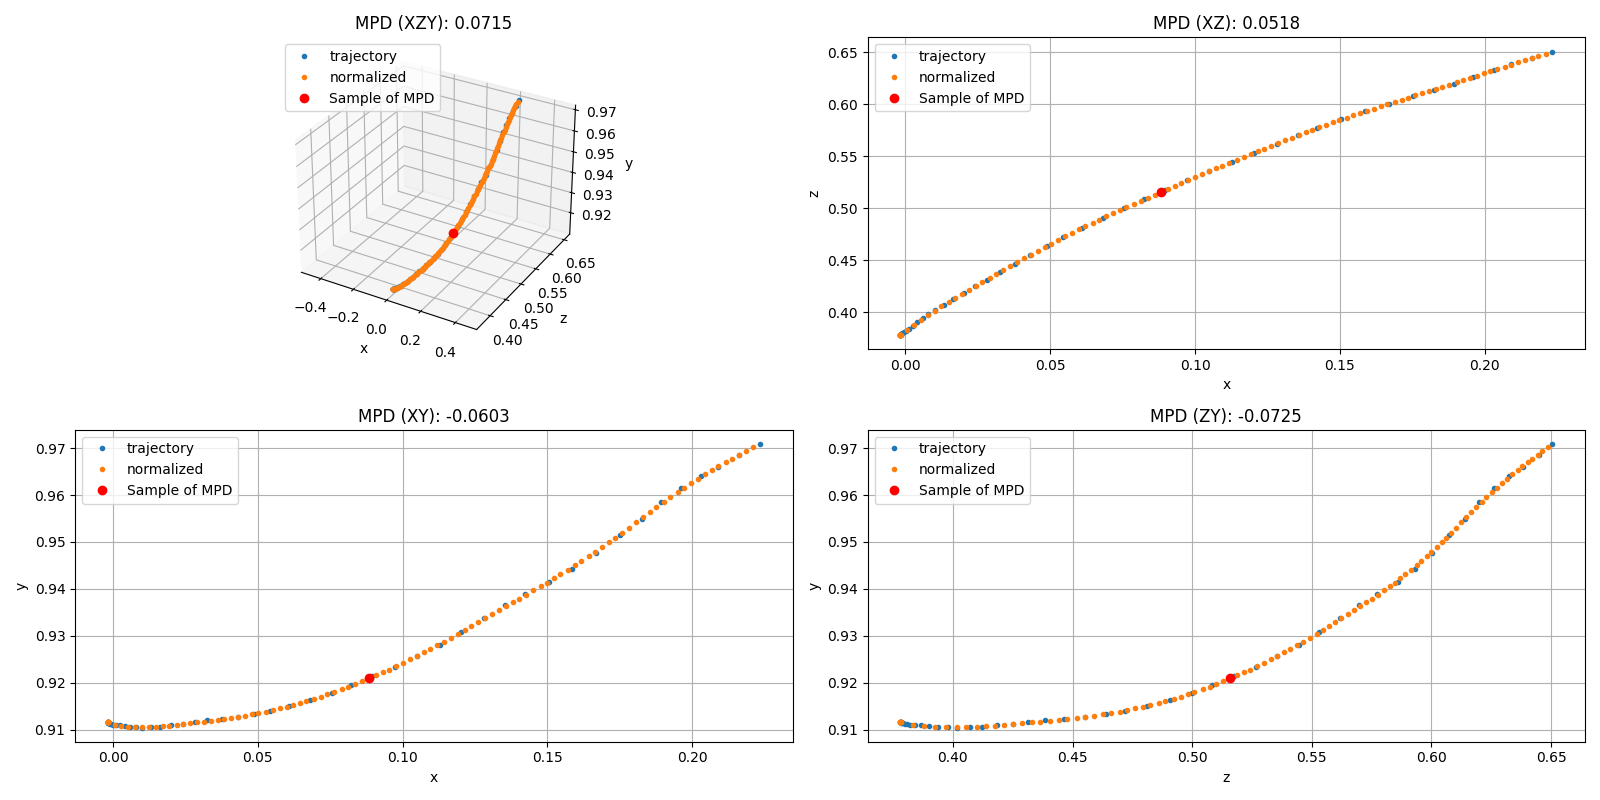 MPD (XZY): 0.0715
trajectory
normalized
Sample of MPD
0.97
0.96
0.95
0.94
0.93
0.92
y
0.65
0.60
0.55
0.50
0.45
0.40
z
−0.4
−0.2
0.0
0.2
0.4
x
MPD (XZ): 0.0518
trajectory
normalized
Sample of MPD
0.65
0.60
0.55
0.50
0.45
0.40
z
0.00 0.05 0.10 0.15 0.20
x
MPD (XY): -0.0603
trajectory
normalized
Sample of MPD
0.97
0.96
0.95
0.94
0.93
0.92
0.91
y
0.00 0.05 0.10 0.15 0.20
x
MPD (ZY): -0.0725
trajectory
normalized
Sample of MPD
0.97
0.96
0.95
0.94
0.93
0.92
0.91
y
0.40 0.45 0.50 0.55 0.60 0.65
z